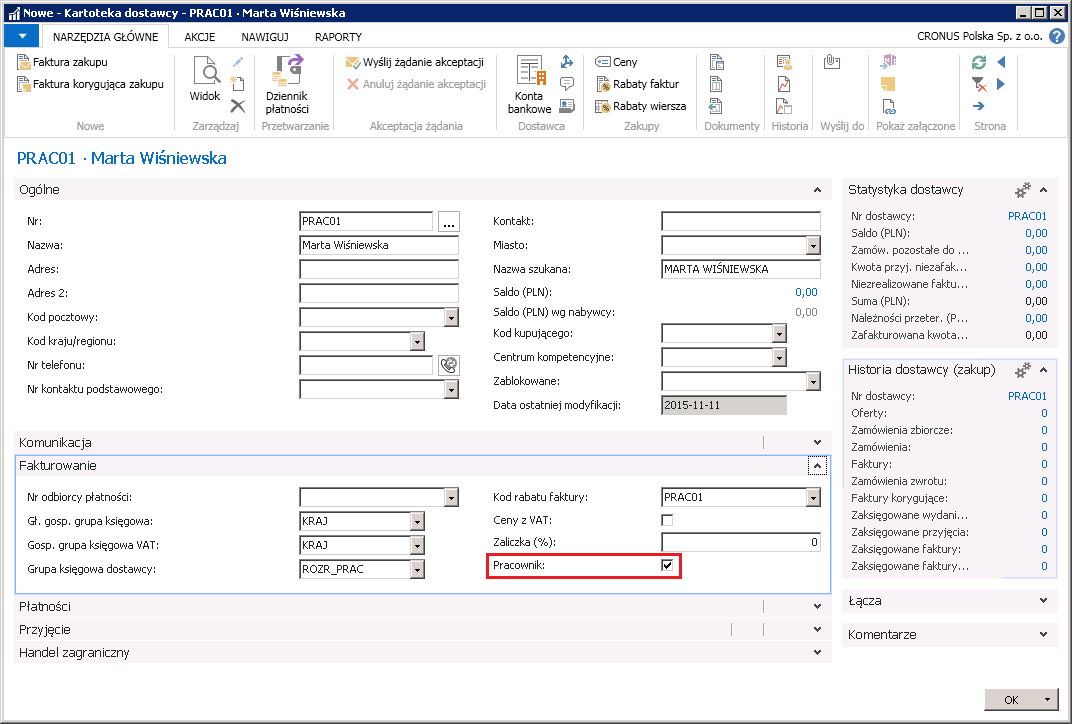 Nowe - Kartoteka dostawcy - PRAC01 · Marta Wiśniewska
NARZĘDZIA GŁÓWNE AKCJE NAWIGUJ RAPORTY CRONUS Polska Sp. z o.o.
Faktura zakupu
Faktura korygująca zakupu
Nowe
Widok
Zarządzaj
Dziennik płatności
Przetwarzanie
Wyślij żądanie akceptacji
Anuluj żądanie akceptacji
Akceptacja żądania
Konta bankowe
Dostawca
Ceny
Rabaty faktur
Rabaty wiersza
Zakupy
Dokumenty
Historia
Wyślij do
Pokaż załączone
Strona
PRAC01 · Marta Wiśniewska
Ogólne
Nr: PRAC01 ...
Nazwa: Marta Wiśniewska
Adres:
Adres 2:
Kod pocztowy:
Kod kraju/regionu:
Nr telefonu:
Nr kontaktu podstawowego:
Kontakt:
Miasto:
Nazwa szukana: MARTA WIŚNIEWSKA
Saldo (PLN): 0,00
Saldo (PLN) wg nabywcy: 0,00
Kod kupującego:
Centrum kompetencyjne:
Zablokowane:
Data ostatniej modyfikacji: 2015-11-11
Komunikacja
Fakturowanie
Nr odbiorcy płatności:
Gł. gosp. grupa księgowa: KRAJ
Gosp. grupa księgowa VAT: KRAJ
Grupa księgowa dostawcy: ROZR_PRAC
Kod rabatu faktury: PRAC01
Ceny z VAT:
Zaliczka (%): 0
Pracownik:
Płatności
Przyjęcie
Handel zagraniczny
Statystyka dostawcy
Nr dostawcy: PRAC01
Saldo (PLN): 0,00
Zamów. pozostałe do ... 0,00
Kwota przyj. niezafak... 0,00
Niezrealizowane faktu... 0,00
Suma (PLN): 0,00
Należności przeter. (P... 0,00
Zafakturowana kwota... 0,00
Historia dostawcy (zakup)
Nr dostawcy: PRAC01
Oferty: 0
Zamówienia zbiorcze: 0
Zamówienia: 0
Faktury: 0
Zamówienia zwrotu: 0
Faktury korygujące: 0
Zaksięgowane wydani... 0
Zaksięgowane przyjęcia: 0
Zaksięgowane faktury: 0
Zaksięgowane faktury... 0
Łącza
Komentarze
OK